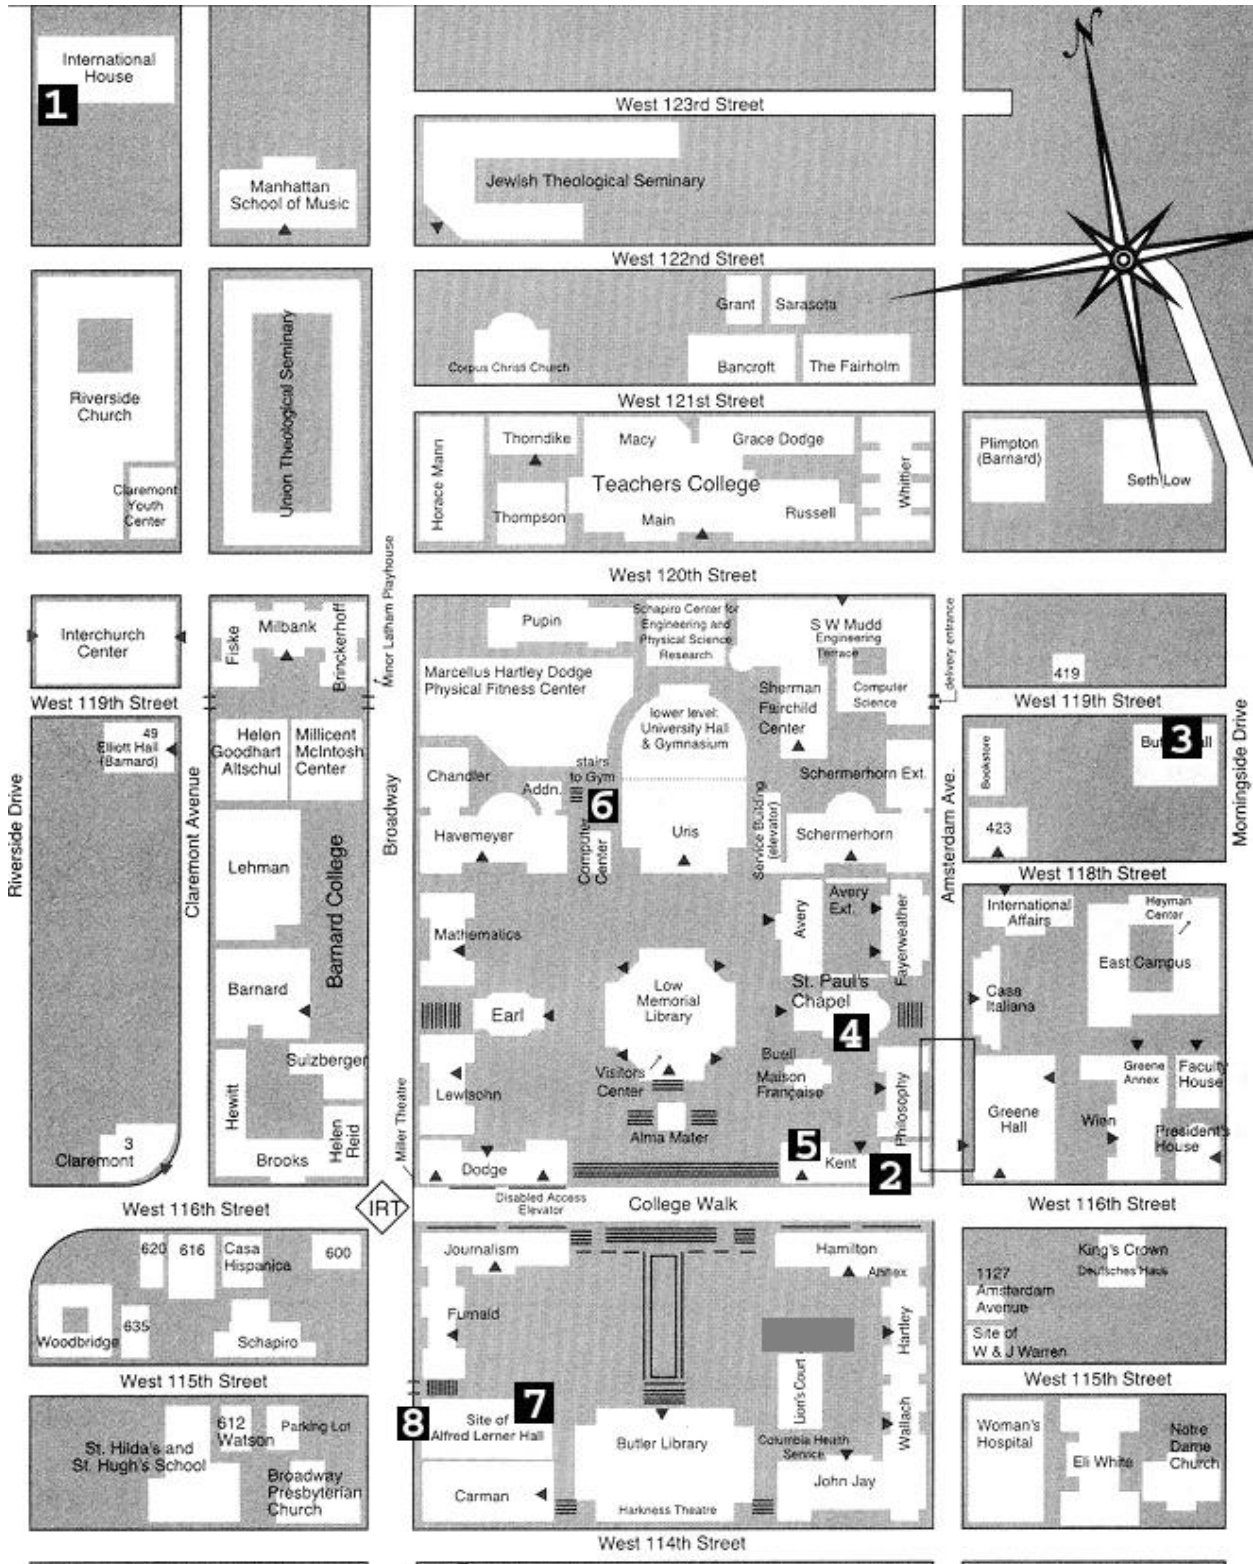 N
International
House
1
West 123rd Street
Manhattan
School of Music
Jewish Theological Seminary
West 122nd Street
Riverside
Church
Claremont
Youth
Center
Union Theological Seminary
Grant
Sarasota
Corpus Christi Church
Bancroft
The Fairholm
West 121st Street
Horace Mann
Thorndike
Macy
Grace Dodge
Teachers College
Thompson
Main
Russell
Whittier
Plimpton
(Barnard)
Seth Low
West 120th Street
Minor Latham Playhouse
Interchurch
Center
West 119th Street
Fiske
Milbank
Brinckerhoff
Pupin
Schapiro Center for
Engineering and
Physical Science
Research
S W Mudd
Engineering
Terrace
delivery entrance
419
West 119th Street
Marcellus Hartley Dodge
Physical Fitness Center
lower level:
University Hall
& Gymnasium
Sherman
Fairchild
Center
Computer
Science
49
Elliott Hall
(Barnard)
Helen
Goodhart
Altschul
Millicent
McIntosh
Center
Riverside Drive
Claremont Avenue
Broadway
Chandler
Addn.
stairs
to Gym
6
Computer
Center
Havemeyer
Uris
Service Building
(elevator)
Schermerhorn Ext.
Schermerhorn
Amsterdam Ave.
Bookstore
3
423
Morningside Drive
West 118th Street
Lehman
Barnard College
Barnard
Mathematics
Avery
Avery
Ext.
Fayerweather
International
Affairs
Heyman
Center
East Campus
Casa
Italiana
Earl
Low
Memorial
Library
St. Paul's
Chapel
4
Sulzberger
Hewitt
Brooks
Helen
Reid
Lewisohn
Visitors
Center
Buell
Maison
Française
Philosophy
Greene
Hall
Greene
Annex
Faculty
House
Wien
President's
House
3
Claremont
Miller Theatre
Alma Mater
Dodge
5
Kent
2
West 116th Street
IRT
Disabled Access
Elevator
College Walk
West 116th Street
620
616
Casa
Hispanica
600
Woodbridge
635
Schapiro
Journalism
Furnald
Hamilton
Annex
Hartley
King's Crown
Deutsches Haus
1127
Amsterdam
Avenue
Site of
W & J Warren
West 115th Street
West 115th Street
St. Hilda's and
St. Hugh's School
612
Watson
Parking Lot
Broadway
Presbyterian
Church
8
7
Site of
Alfred Lerner Hall
Carman
Butler Library
Harkness Theatre
Lion's Court
Columbia Health
Service
Wallach
John Jay
Woman's
Hospital
Eli White
Notre
Dame
Church
West 114th Street